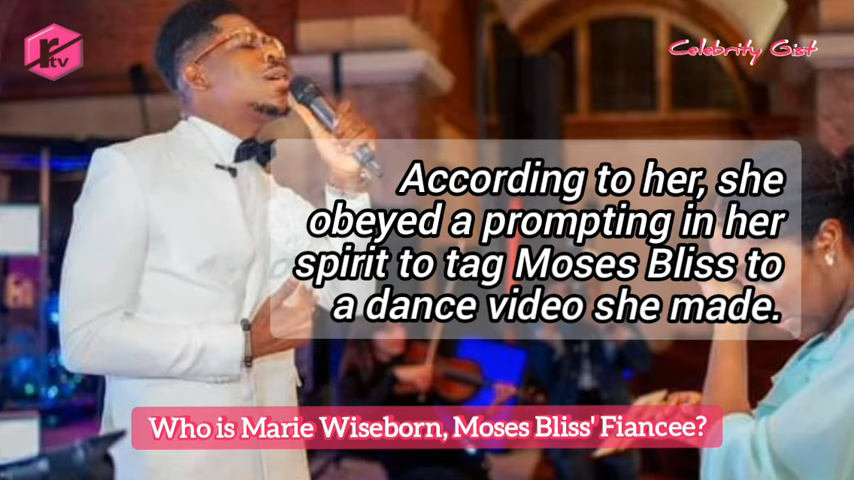 rtv
Celebrity Gist
According to her, she
obeyed a prompting in her
spirit to tag Moses Bliss to
a dance video she made.
Who is Marie Wiseborn, Moses Bliss' Fiancee?